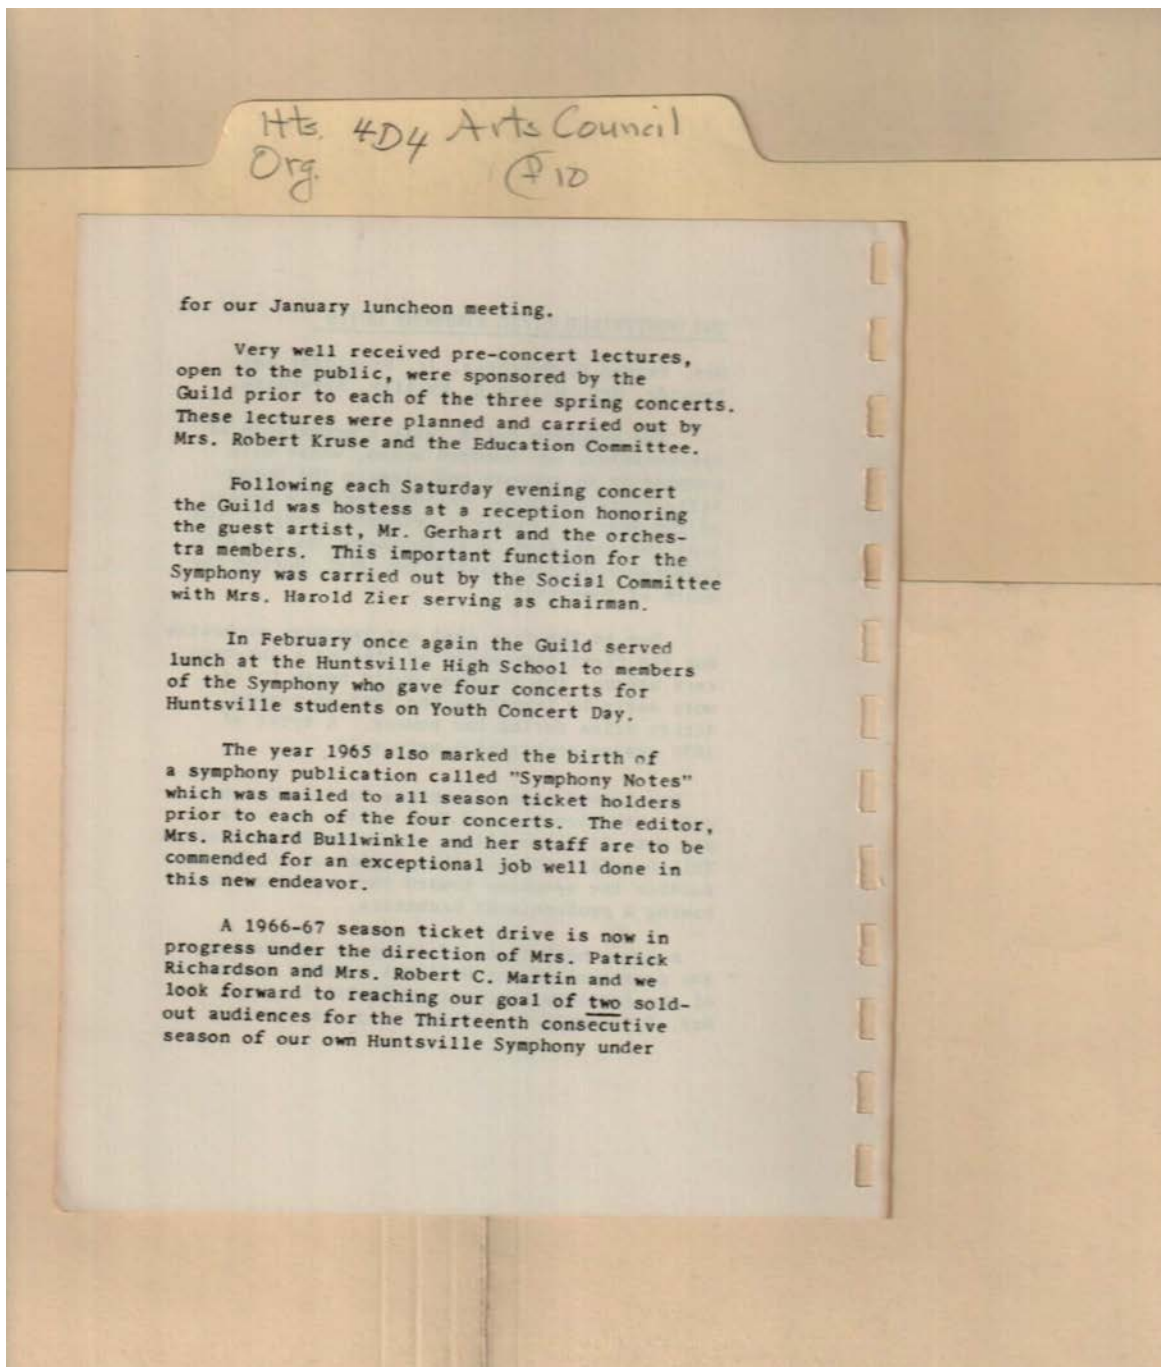 Hts. 4D4 Arts Council
Org. P10
for our January luncheon meeting.
Very well received pre-concert lectures,
open to the public, were sponsored by the
Guild prior to each of the three spring concerts.
These lectures were planned and carried out by
Mrs. Robert Kruse and the Education Committee.
Following each Saturday evening concert
the Guild was hostess at a reception honoring
the guest artist, Mr. Gerhart and the orches-
tra members. This important function for the
Symphony was carried out by the Social Committee
with Mrs. Harold Zier serving as chairman.
In February once again the Guild served
lunch at the Huntsville High School to members
of the Symphony who gave four concerts for
Huntsville students on Youth Concert Day.
The year 1965 also marked the birth of
a symphony publication called "Symphony Notes"
which was mailed to all season ticket holders
prior to each of the four concerts. The editor,
Mrs. Richard Bullwinkle and her staff are to be
commended for an exceptional job well done in
this new endeavor.
A 1966-67 season ticket drive is now in
progress under the direction of Mrs. Patrick
Richardson and Mrs. Robert C. Martin and we
look forward to reaching our goal of two sold-
out audiences for the Thirteenth consecutive
season of our own Huntsville Symphony under